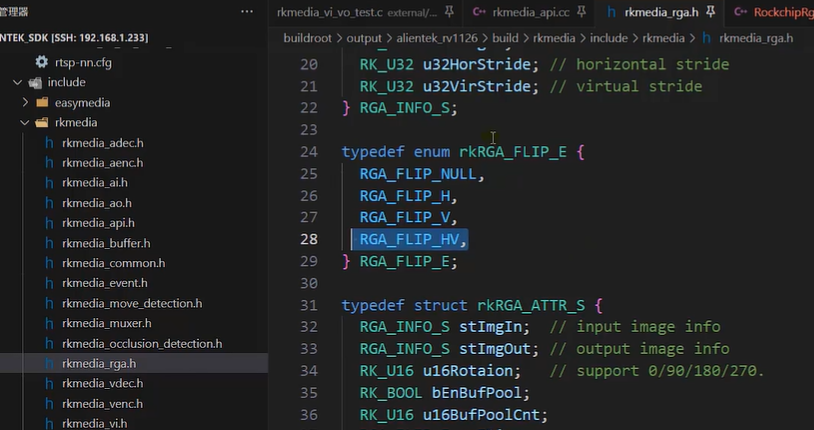 管理器
rkmedia_vi_vo_test.c external/...
rkmedia_api.cc
rkmedia_rga.h
RockchipRg
ENTEK_SDK [SSH: 192.168.1.233]
buildroot > output > alientek_rv1126 > build > rkmedia > include > rkmedia > rkmedia_rga.h
rtsp-nn.cfg
include
easymedia
rkmedia
rkmedia_adec.h
rkmedia_aenc.h
rkmedia_ai.h
rkmedia_ao.h
rkmedia_api.h
rkmedia_buffer.h
rkmedia_common.h
rkmedia_event.h
rkmedia_move_detection.h
rkmedia_muxer.h
rkmedia_occlusion_detection.h
rkmedia_rga.h
rkmedia_vdec.h
rkmedia_venc.h
rkmedia_vi.h
20 RK_U32 u32HorStride; // horizontal stride
21 RK_U32 u32VirStride; // virtual stride
22 } RGA_INFO_S;
23
24 typedef enum rkRGA_FLIP_E {
25 RGA_FLIP_NULL,
26 RGA_FLIP_H,
27 RGA_FLIP_V,
28 RGA_FLIP_HV,
29 } RGA_FLIP_E;
30
31 typedef struct rkRGA_ATTR_S {
32 RGA_INFO_S stImgIn; // input image info
33 RGA_INFO_S stImgOut; // output image info
34 RK_U16 u16Rotaion; // support 0/90/180/270.
35 RK_BOOL bEnBufPool;
36 RK_U16 u16BufPoolCnt;